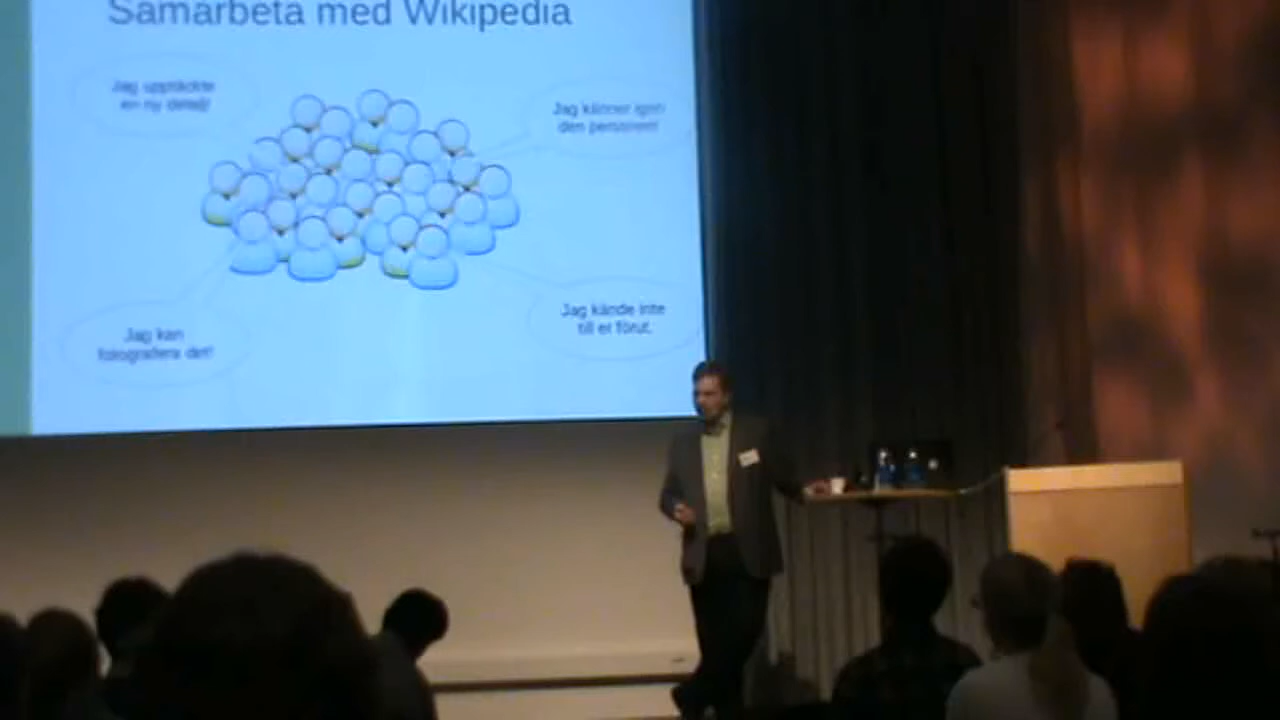 Samarbeta med Wikipedia
Jag upptäckte
en ny detalj!
Jag känner igen
den personen!
Jag kan
fotografera det!
Jag kände inte
till er förut.